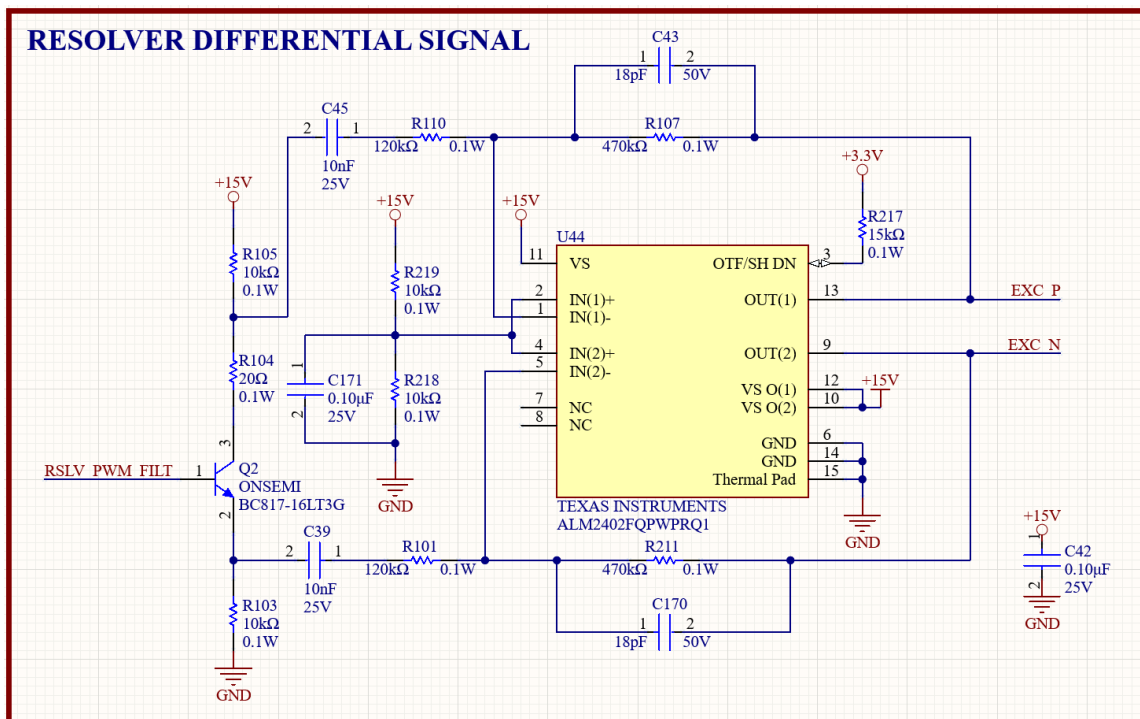 RESOLVER DIFFERENTIAL SIGNAL
C43
1 2
18pF 50V
C45
2 1
10nF
25V
R110
120kΩ 0.1W
R107
470kΩ 0.1W
+15V
R105
10kΩ
0.1W
R104
20Ω
0.1W
+15V
R219
10kΩ
0.1W
C171
1
0.10µF
25V
2
R218
10kΩ
0.1W
GND
+15V
+3.3V
R217
15kΩ
0.1W
U44
11 VS
2 IN(1)+
1 IN(1)-
4 IN(2)+
5 IN(2)-
7 NC
8 NC
OTF/SH DN 3
OUT(1) 13
EXC_P
OUT(2) 9
EXC_N
VS O(1) 12
VS O(2) 10
+15V
GND 6
GND 14
Thermal Pad 15
GND
TEXAS INSTRUMENTS
ALM2402FQPWPRQ1
RSLV_PWM_FILT
1
3
2
Q2
ONSEMI
BC817-16LT3G
C39
2 1
10nF
25V
R101
120kΩ 0.1W
R211
470kΩ 0.1W
C170
1 2
18pF 50V
R103
10kΩ
0.1W
GND
+15V
1
C42
0.10µF
25V
2
GND